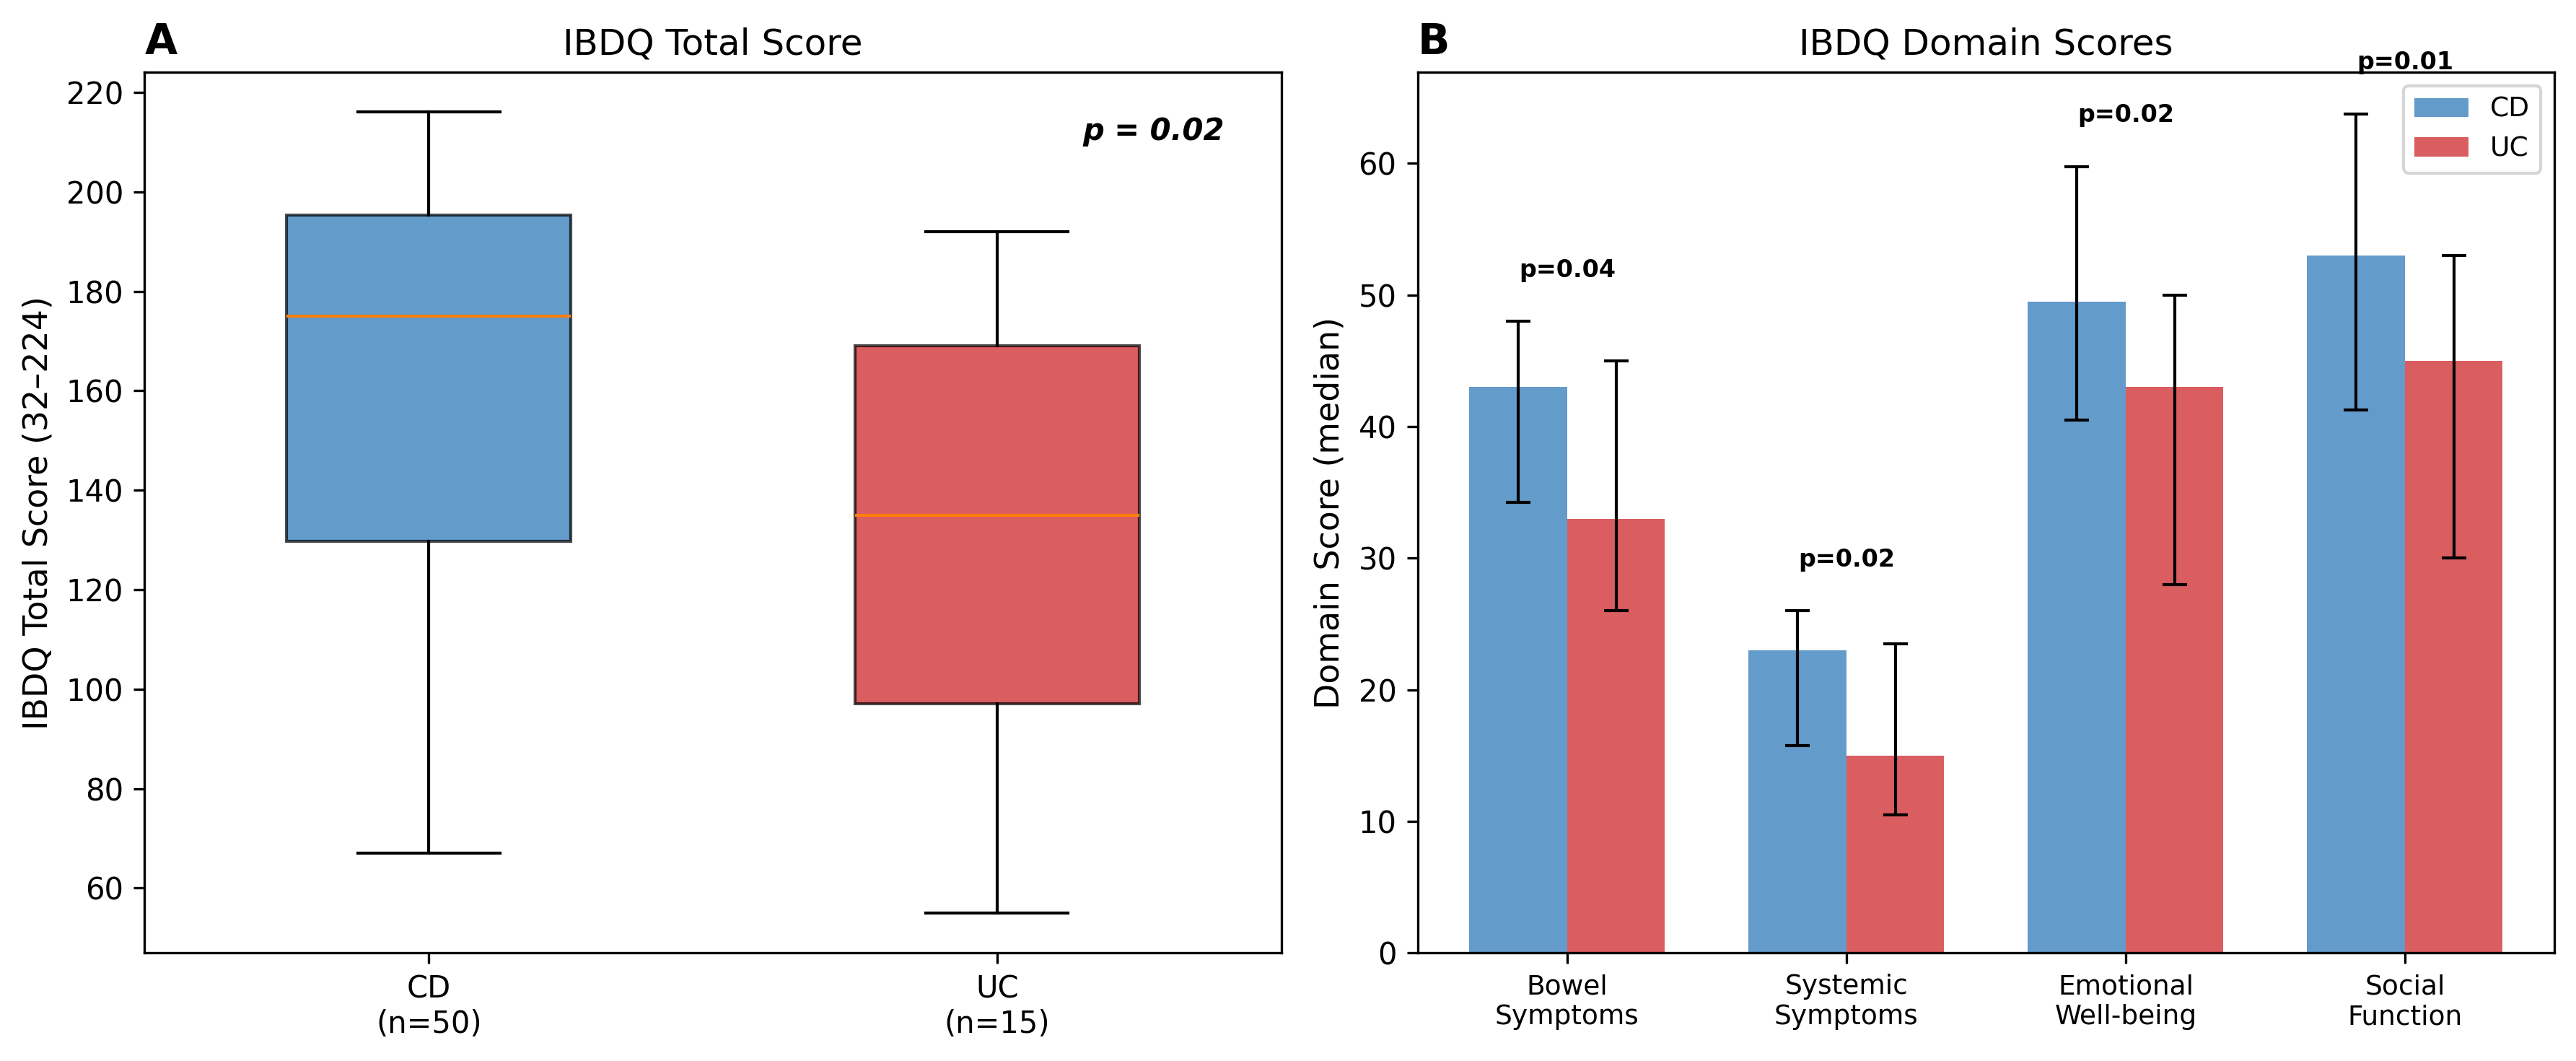 A
IBDQ Total Score
IBDQ Total Score (32–224)
220
200
180
160
140
120
100
80
60
p = 0.02
CD
(n=50)
UC
(n=15)
B
IBDQ Domain Scores
Domain Score (median)
60
50
40
30
20
10
0
p=0.04
p=0.02
p=0.02
p=0.01
CD
UC
Bowel
Symptoms
Systemic
Symptoms
Emotional
Well-being
Social
Function